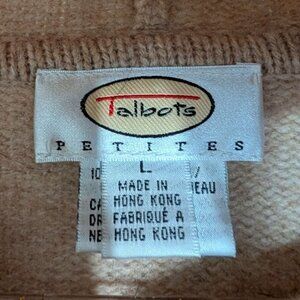 Talbots
PETITES
L
MADE IN
HONG KONG
FABRIQUÉ A
HONG KONG